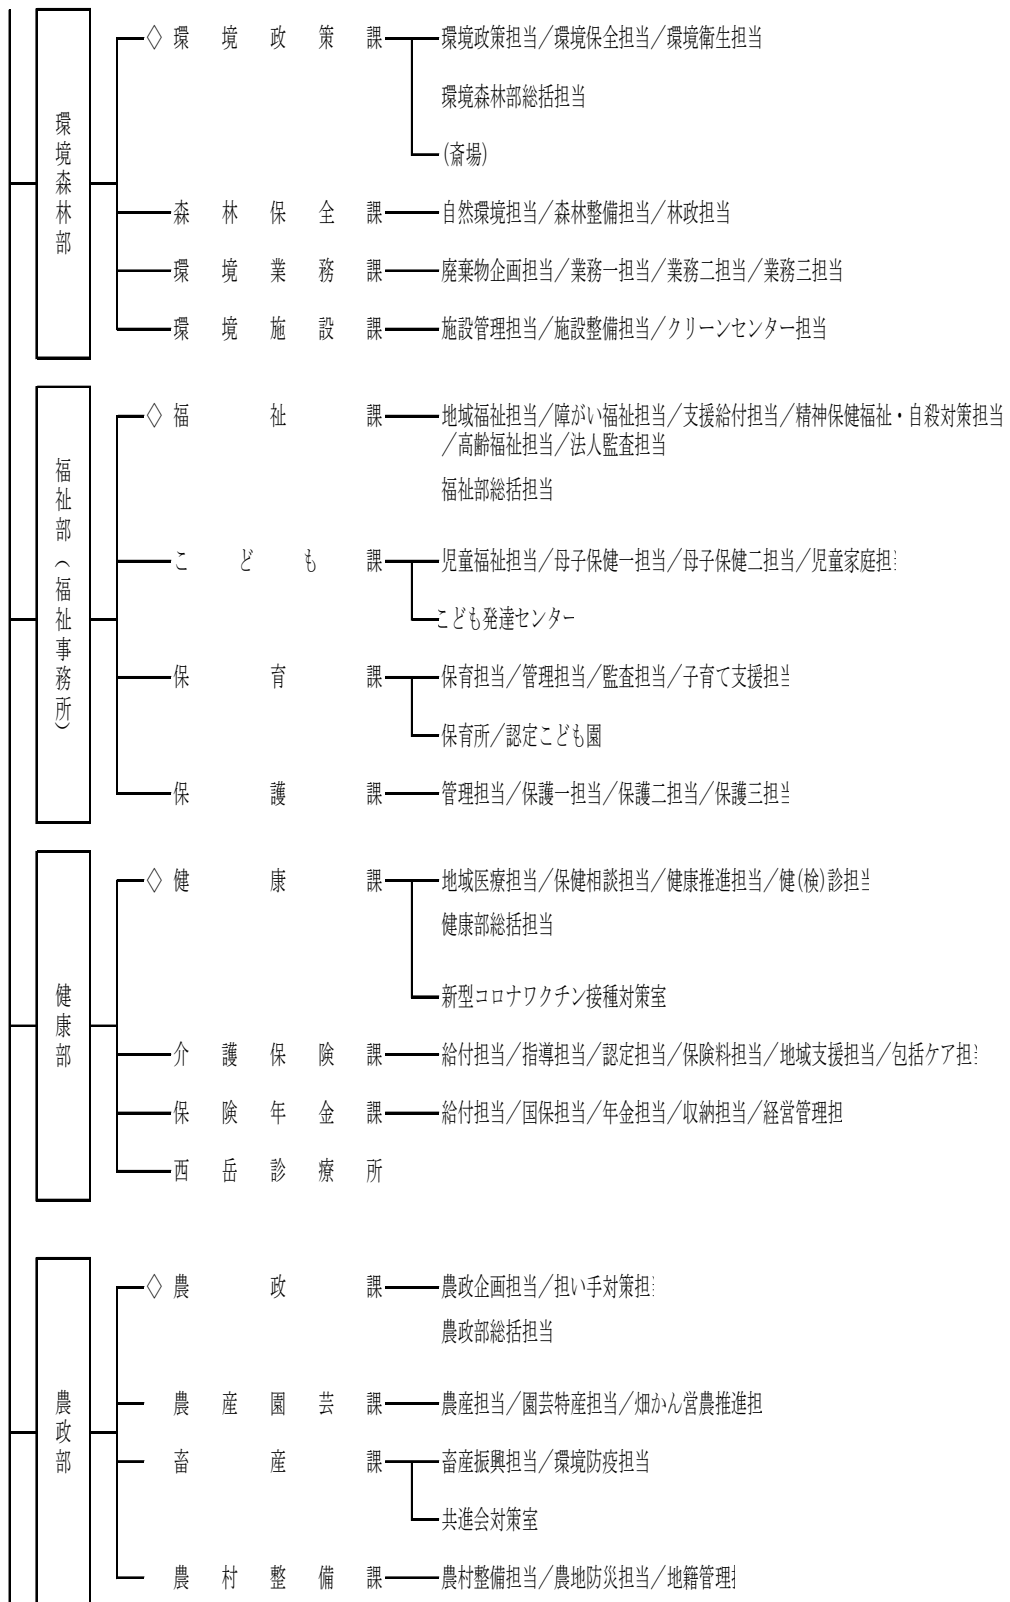 環境森林部
◇環境政策課 環境政策担当／環境保全担当／環境衛生担当
環境森林部総括担当
(斎場)
森林保全課 自然環境担当／森林整備担当／林政担当
環境業務課 廃棄物企画担当／業務一担当／業務二担当／業務三担当
環境施設課 施設管理担当／施設整備担当／クリーンセンター担当
福祉部（福祉事務所）
◇福祉課 地域福祉担当／障がい福祉担当／支援給付担当／精神保健福祉・自殺対策担当
／高齢福祉担当／法人監査担当
福祉部総括担当
こども課 児童福祉担当／母子保健一担当／母子保健二担当／児童家庭担当
こども発達センター
保育課 保育担当／管理担当／監査担当／子育て支援担当
保育所／認定こども園
保護課 管理担当／保護一担当／保護二担当／保護三担当
健康部
◇健康課 地域医療担当／保健相談担当／健康推進担当／健(検)診担当
健康部総括担当
新型コロナワクチン接種対策室
介護保険課 給付担当／指導担当／認定担当／保険料担当／地域支援担当／包括ケア担当
保険年金課 給付担当／国保担当／年金担当／収納担当／経営管理担
西岳診療所
農政部
◇農政課 農政企画担当／担い手対策担
農政部総括担当
農産園芸課 農産担当／園芸特産担当／畑かん営農推進担
畜産課 畜産振興担当／環境防疫担当
共進会対策室
農村整備課 農村整備担当／農地防災担当／地籍管理